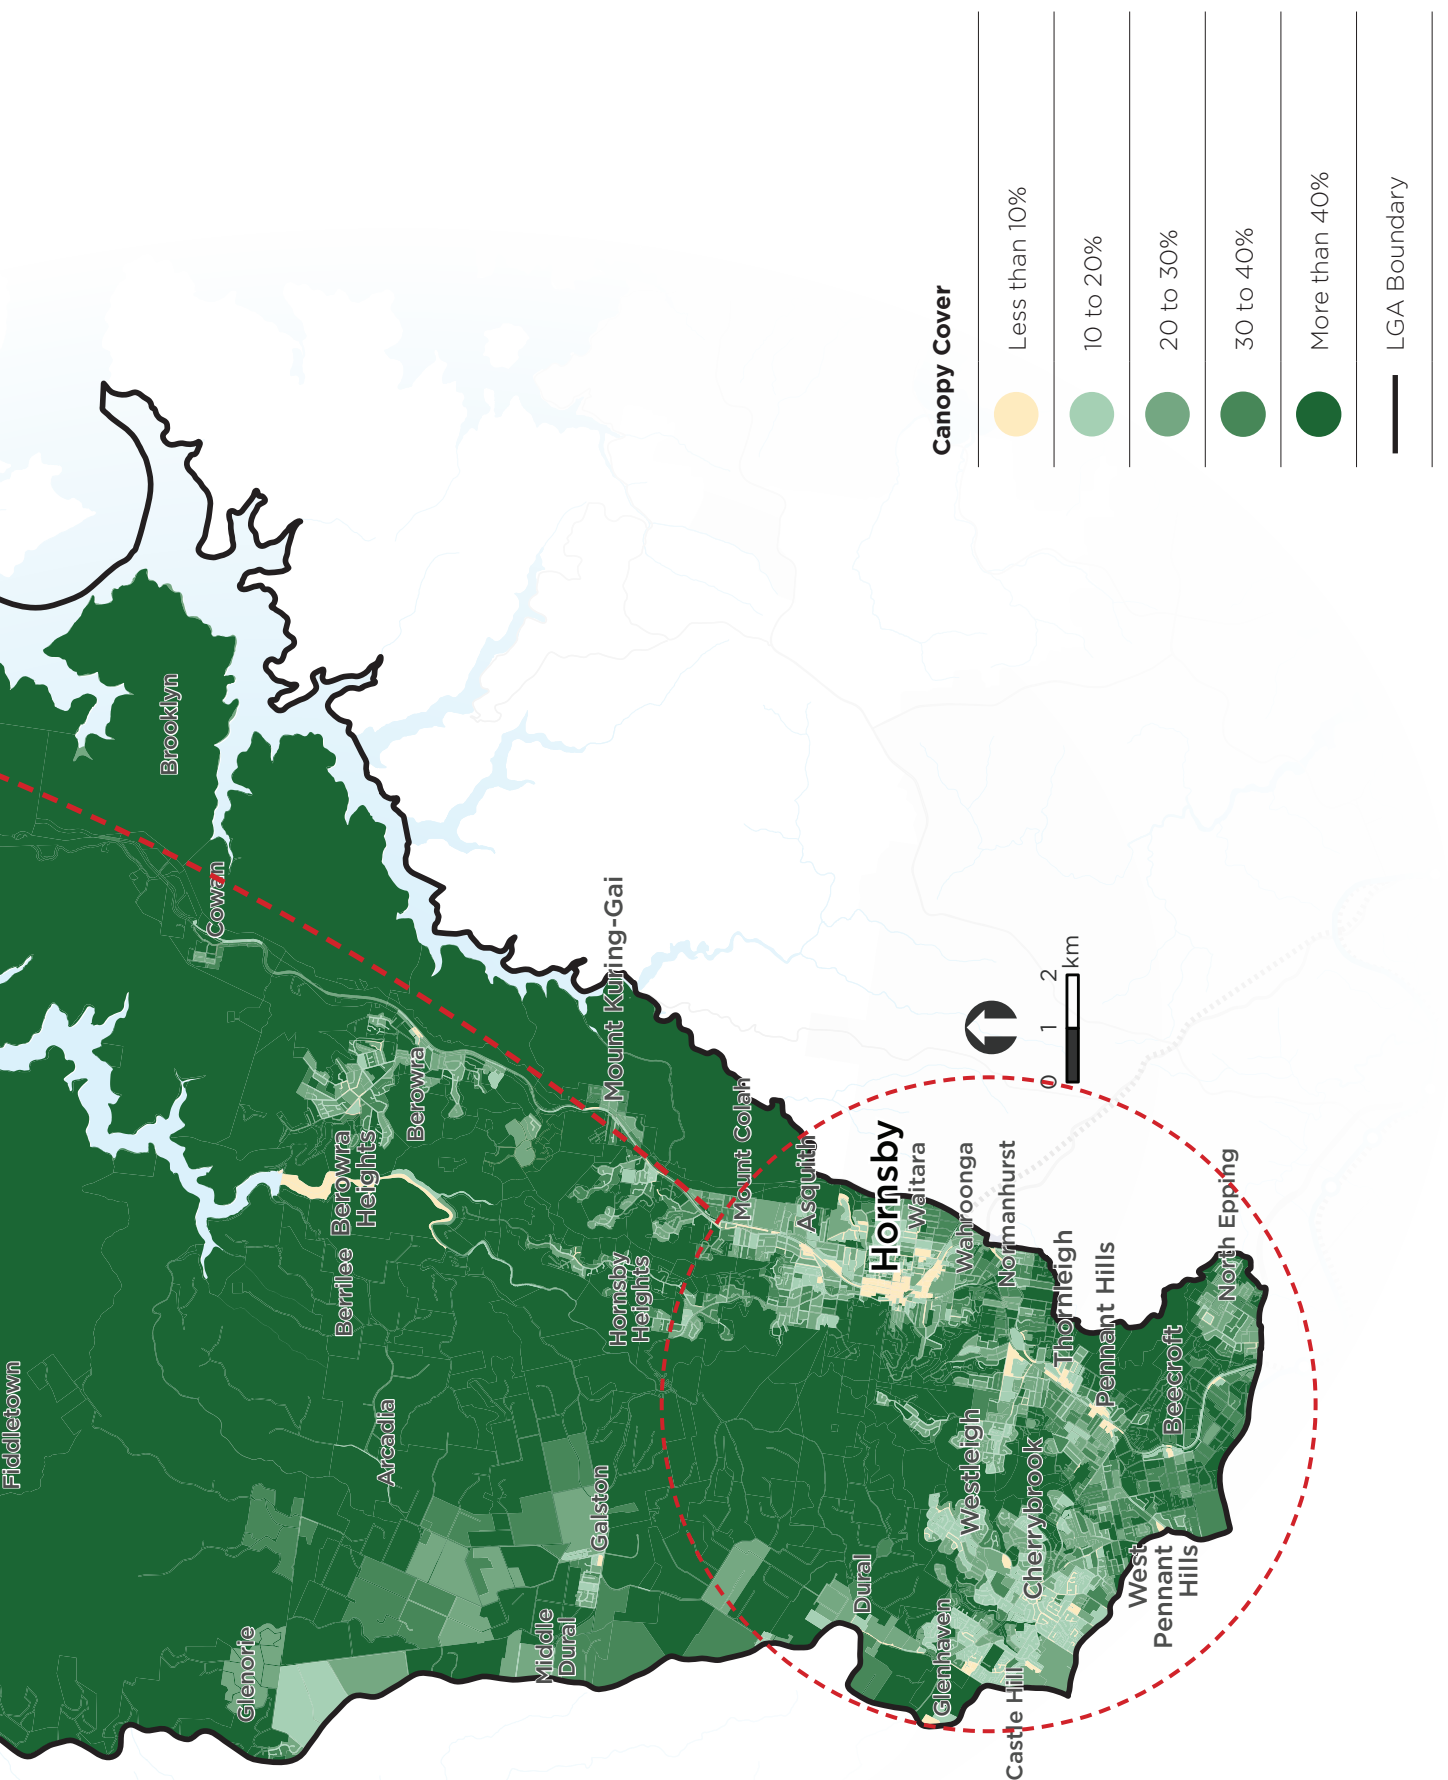 Canopy Cover
Less than 10%
10 to 20%
20 to 30%
30 to 40%
More than 40%
LGA Boundary
Fiddletown
Brooklyn
Cowan
Glenorie
Berowra
Heights
Berrilee
Arcadia
Berowra
Middle
Dural
Galston
Hornsby
Heights
Mount Kuring-Gai
Mount Colah
Asquith
Dural
Hornsby
Waitara
Glenhaven
Westleigh
Wahroonga
Normanhurst
Castle Hill
Cherrybrook
Thornleigh
Pennant Hills
West
Pennant
Hills
Beecroft
North Epping
0 1 2
km